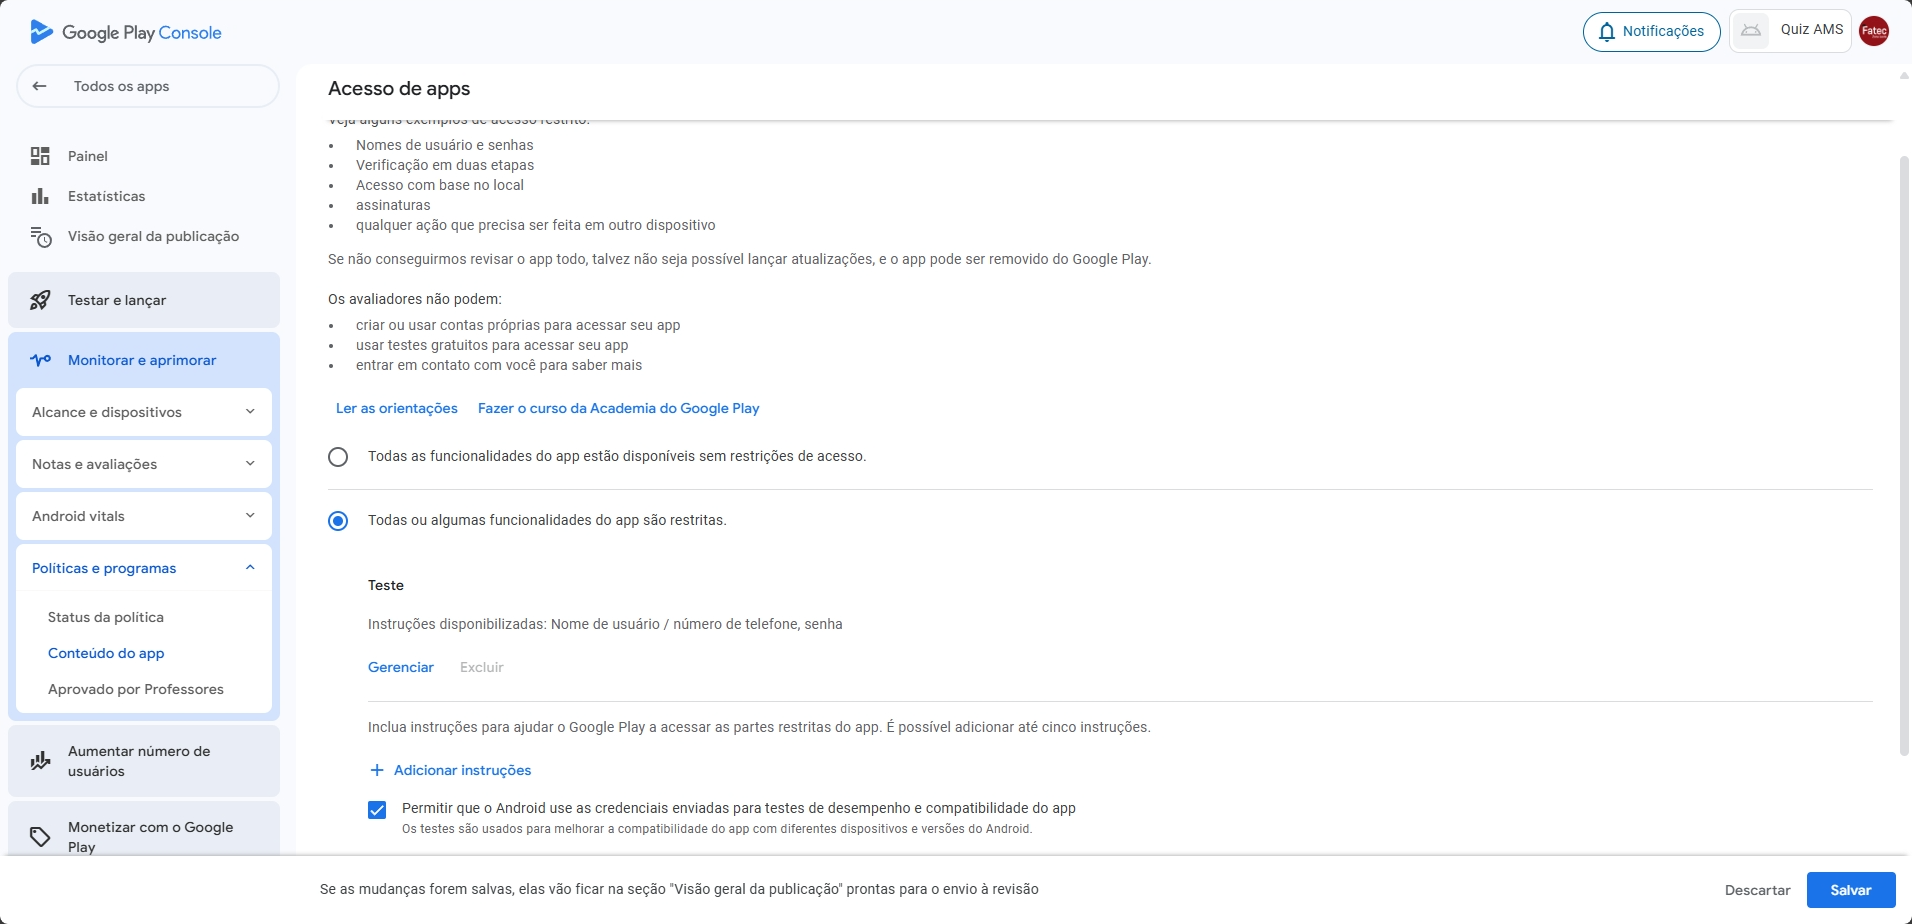 Google Play Console
Notificações
Quiz AMS
Fatec
Todos os apps
Painel
Estatísticas
Visão geral da publicação
Testar e lançar
Monitorar e aprimorar
Alcance e dispositivos
Notas e avaliações
Android vitals
Políticas e programas
Status da política
Conteúdo do app
Aprovado por Professores
Aumentar número de
usuários
Monetizar com o Google
Play
Acesso de apps
Veja alguns exemplos de acesso restrito:
• Nomes de usuário e senhas
• Verificação em duas etapas
• Acesso com base no local
• assinaturas
• qualquer ação que precisa ser feita em outro dispositivo
Se não conseguirmos revisar o app todo, talvez não seja possível lançar atualizações, e o app pode ser removido do Google Play.
Os avaliadores não podem:
• criar ou usar contas próprias para acessar seu app
• usar testes gratuitos para acessar seu app
• entrar em contato com você para saber mais
Ler as orientações Fazer o curso da Academia do Google Play
Todas as funcionalidades do app estão disponíveis sem restrições de acesso.
Todas ou algumas funcionalidades do app são restritas.
Teste
Instruções disponibilizadas: Nome de usuário / número de telefone, senha
Gerenciar Excluir
Inclua instruções para ajudar o Google Play a acessar as partes restritas do app. É possível adicionar até cinco instruções.
+ Adicionar instruções
Permitir que o Android use as credenciais enviadas para testes de desempenho e compatibilidade do app
Os testes são usados para melhorar a compatibilidade do app com diferentes dispositivos e versões do Android.
Se as mudanças forem salvas, elas vão ficar na seção "Visão geral da publicação" prontas para o envio à revisão
Descartar
Salvar